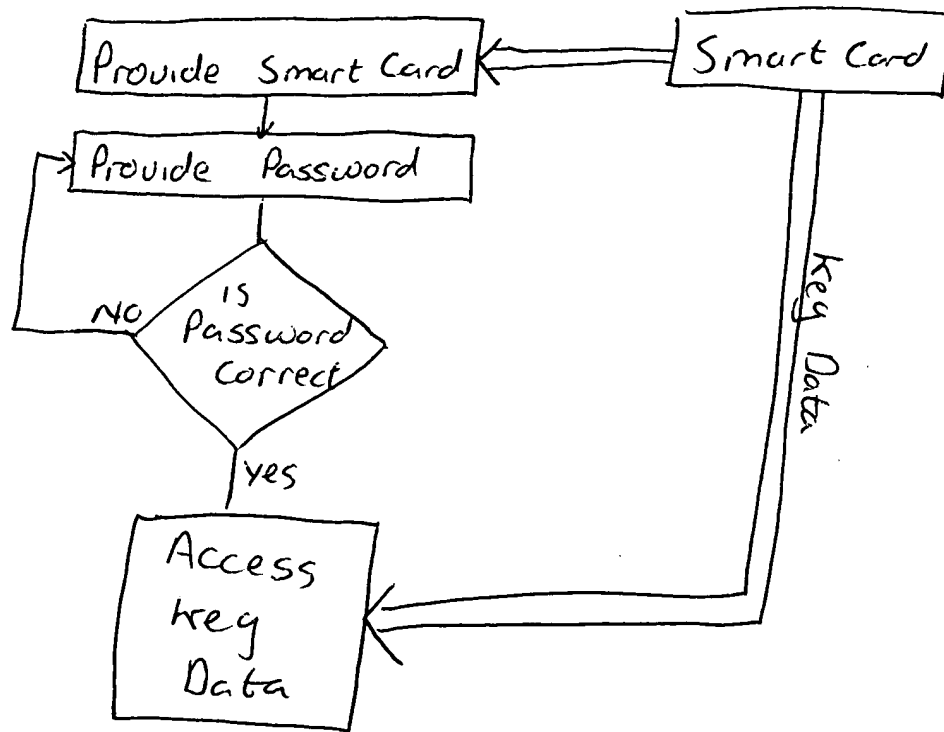 Provide Smart Card
Smart Card
Provide Password
NO
is
Password
Correct
yes
Key Data
Access
Key
Data